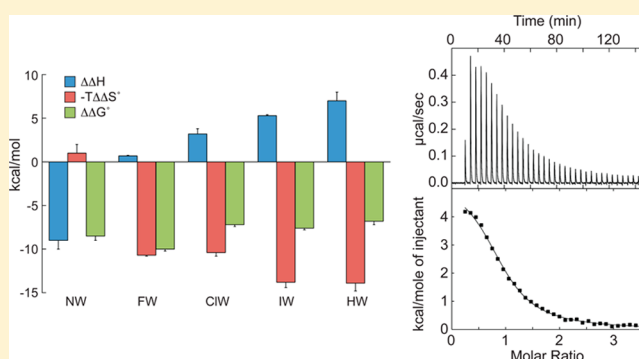 10
5
0
-5
-10
-15
kcal/mol
ΔΔH
-TΔΔS°
ΔΔG°
NW
FW
ClW
IW
HW
Time (min)
0 40 80 120
0.4
0.3
0.2
0.1
0.0
µcal/sec
4
3
2
1
0
kcal/mole of injectant
0 1 2 3
Molar Ratio